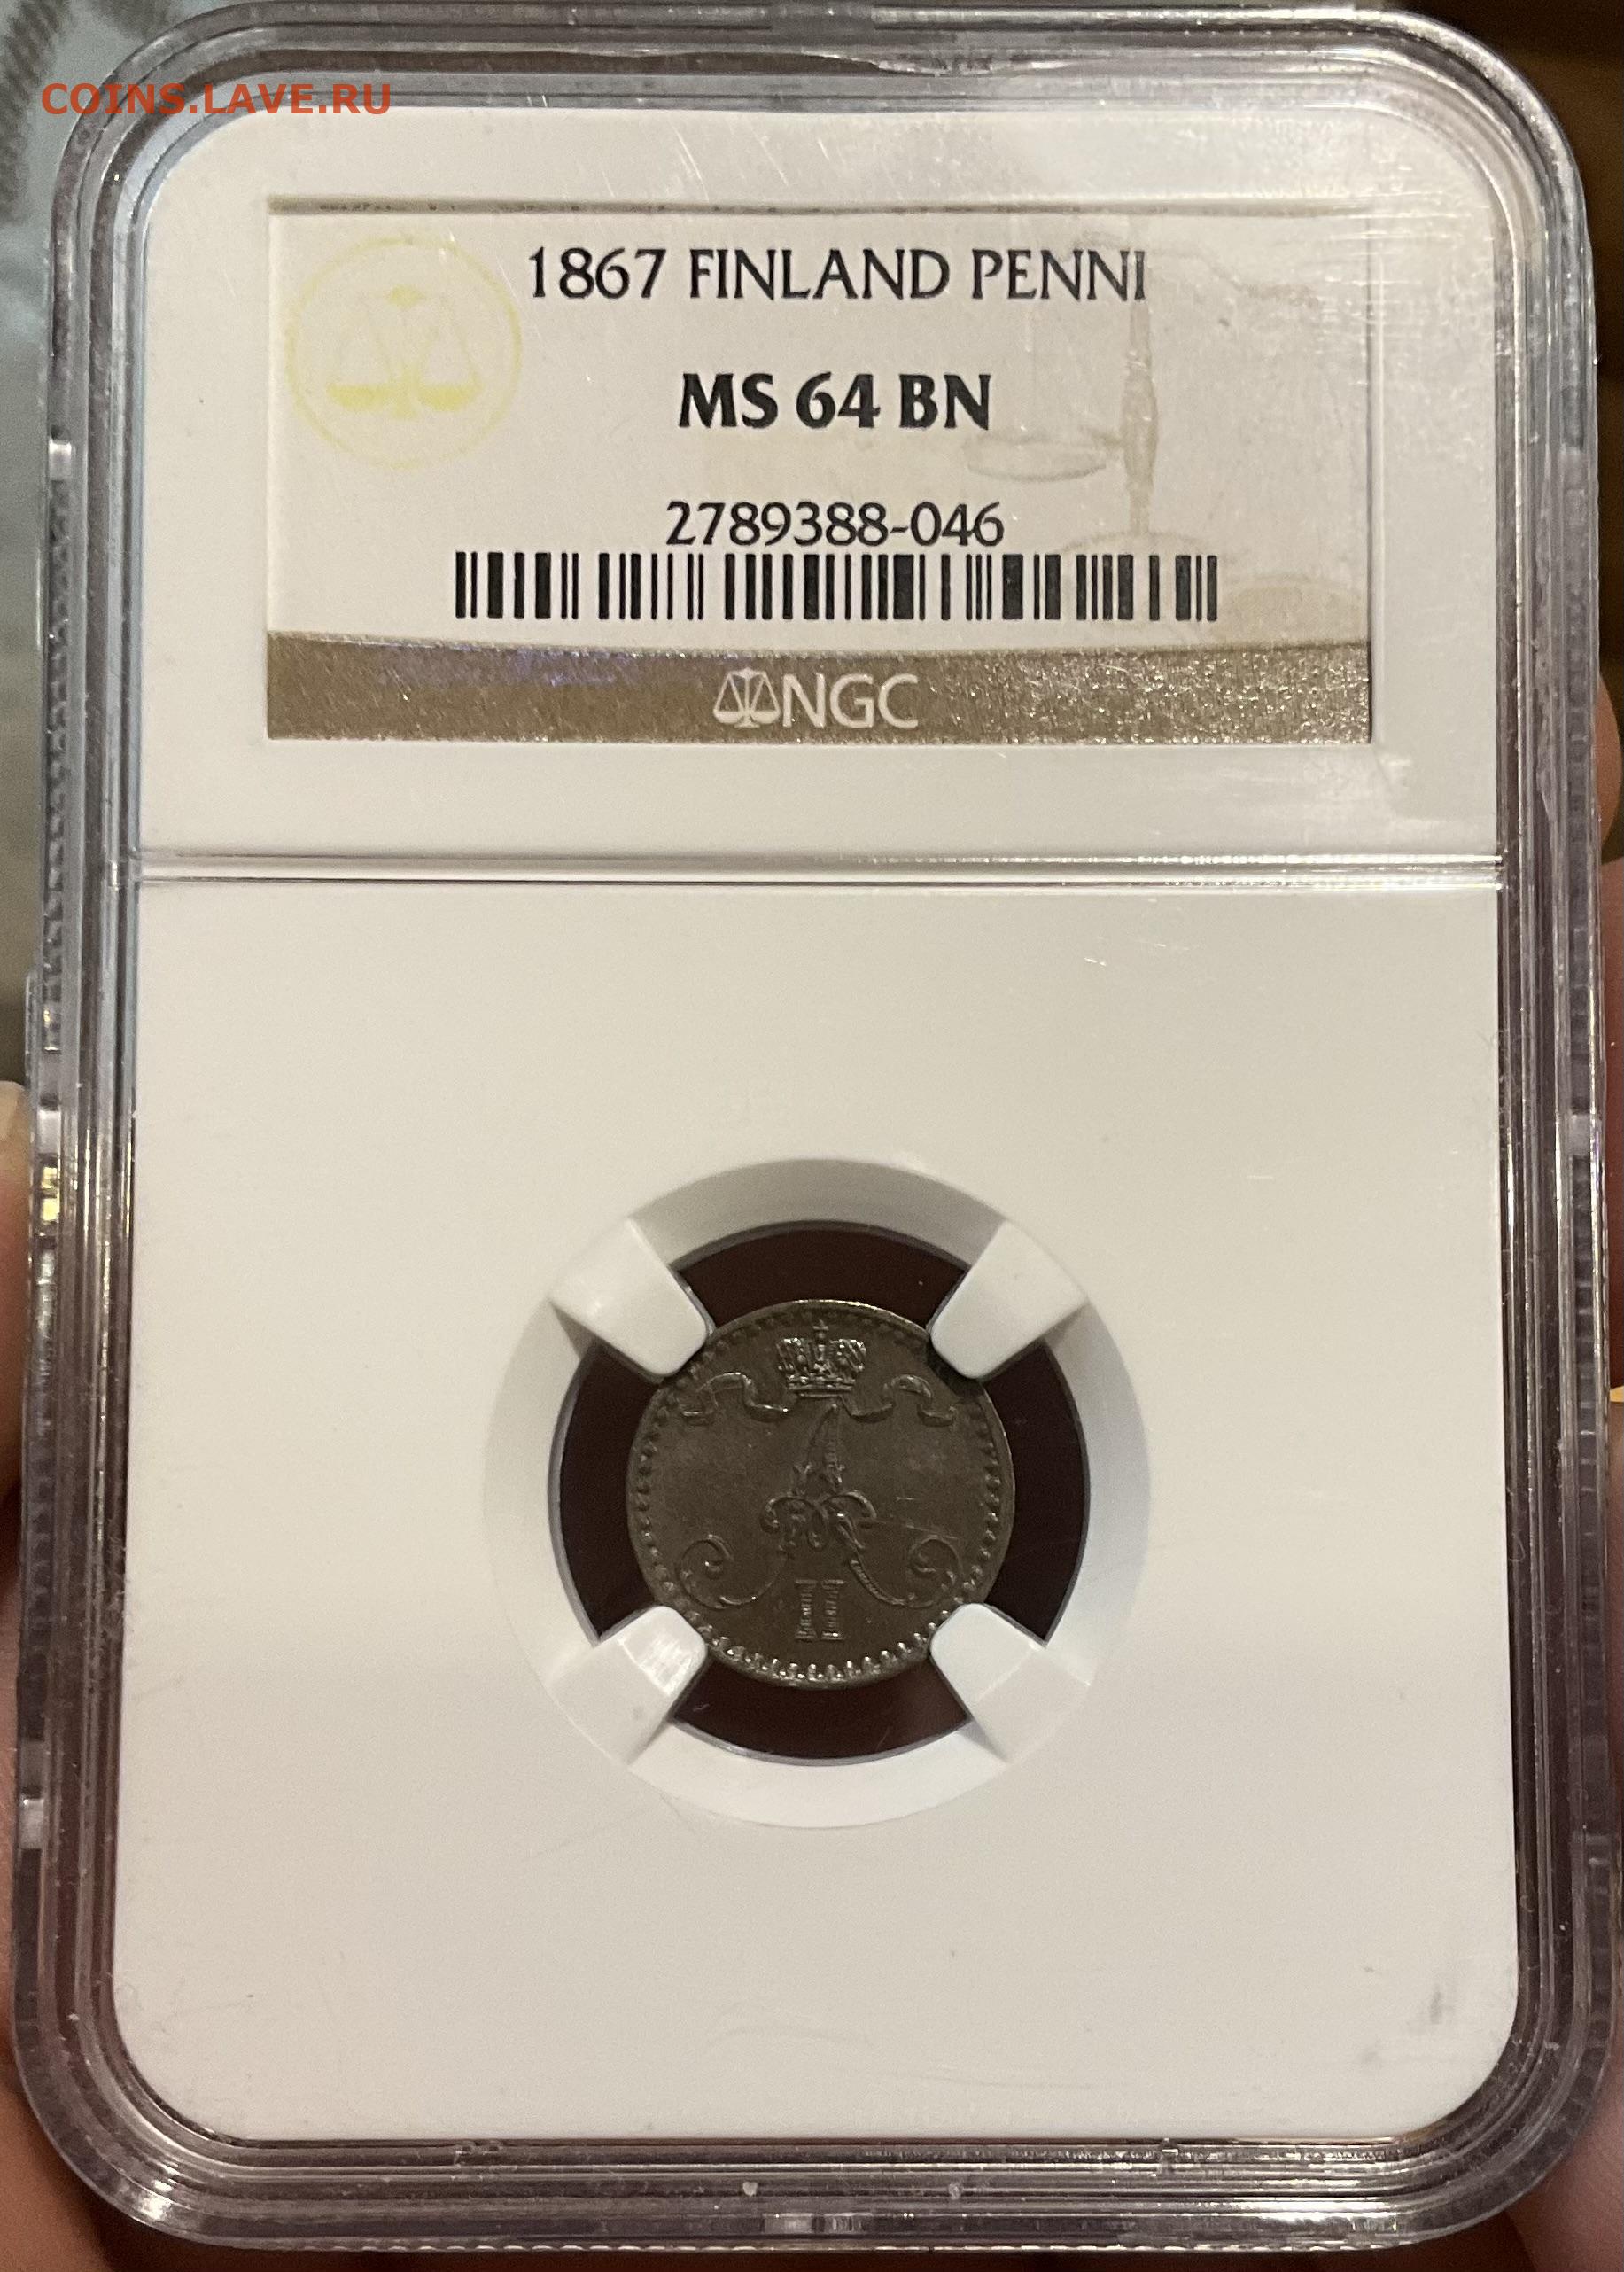 COINS.LAVE.RU
1867 FINLAND PENNI
MS 64 BN
2789388-046
NGC
A
II